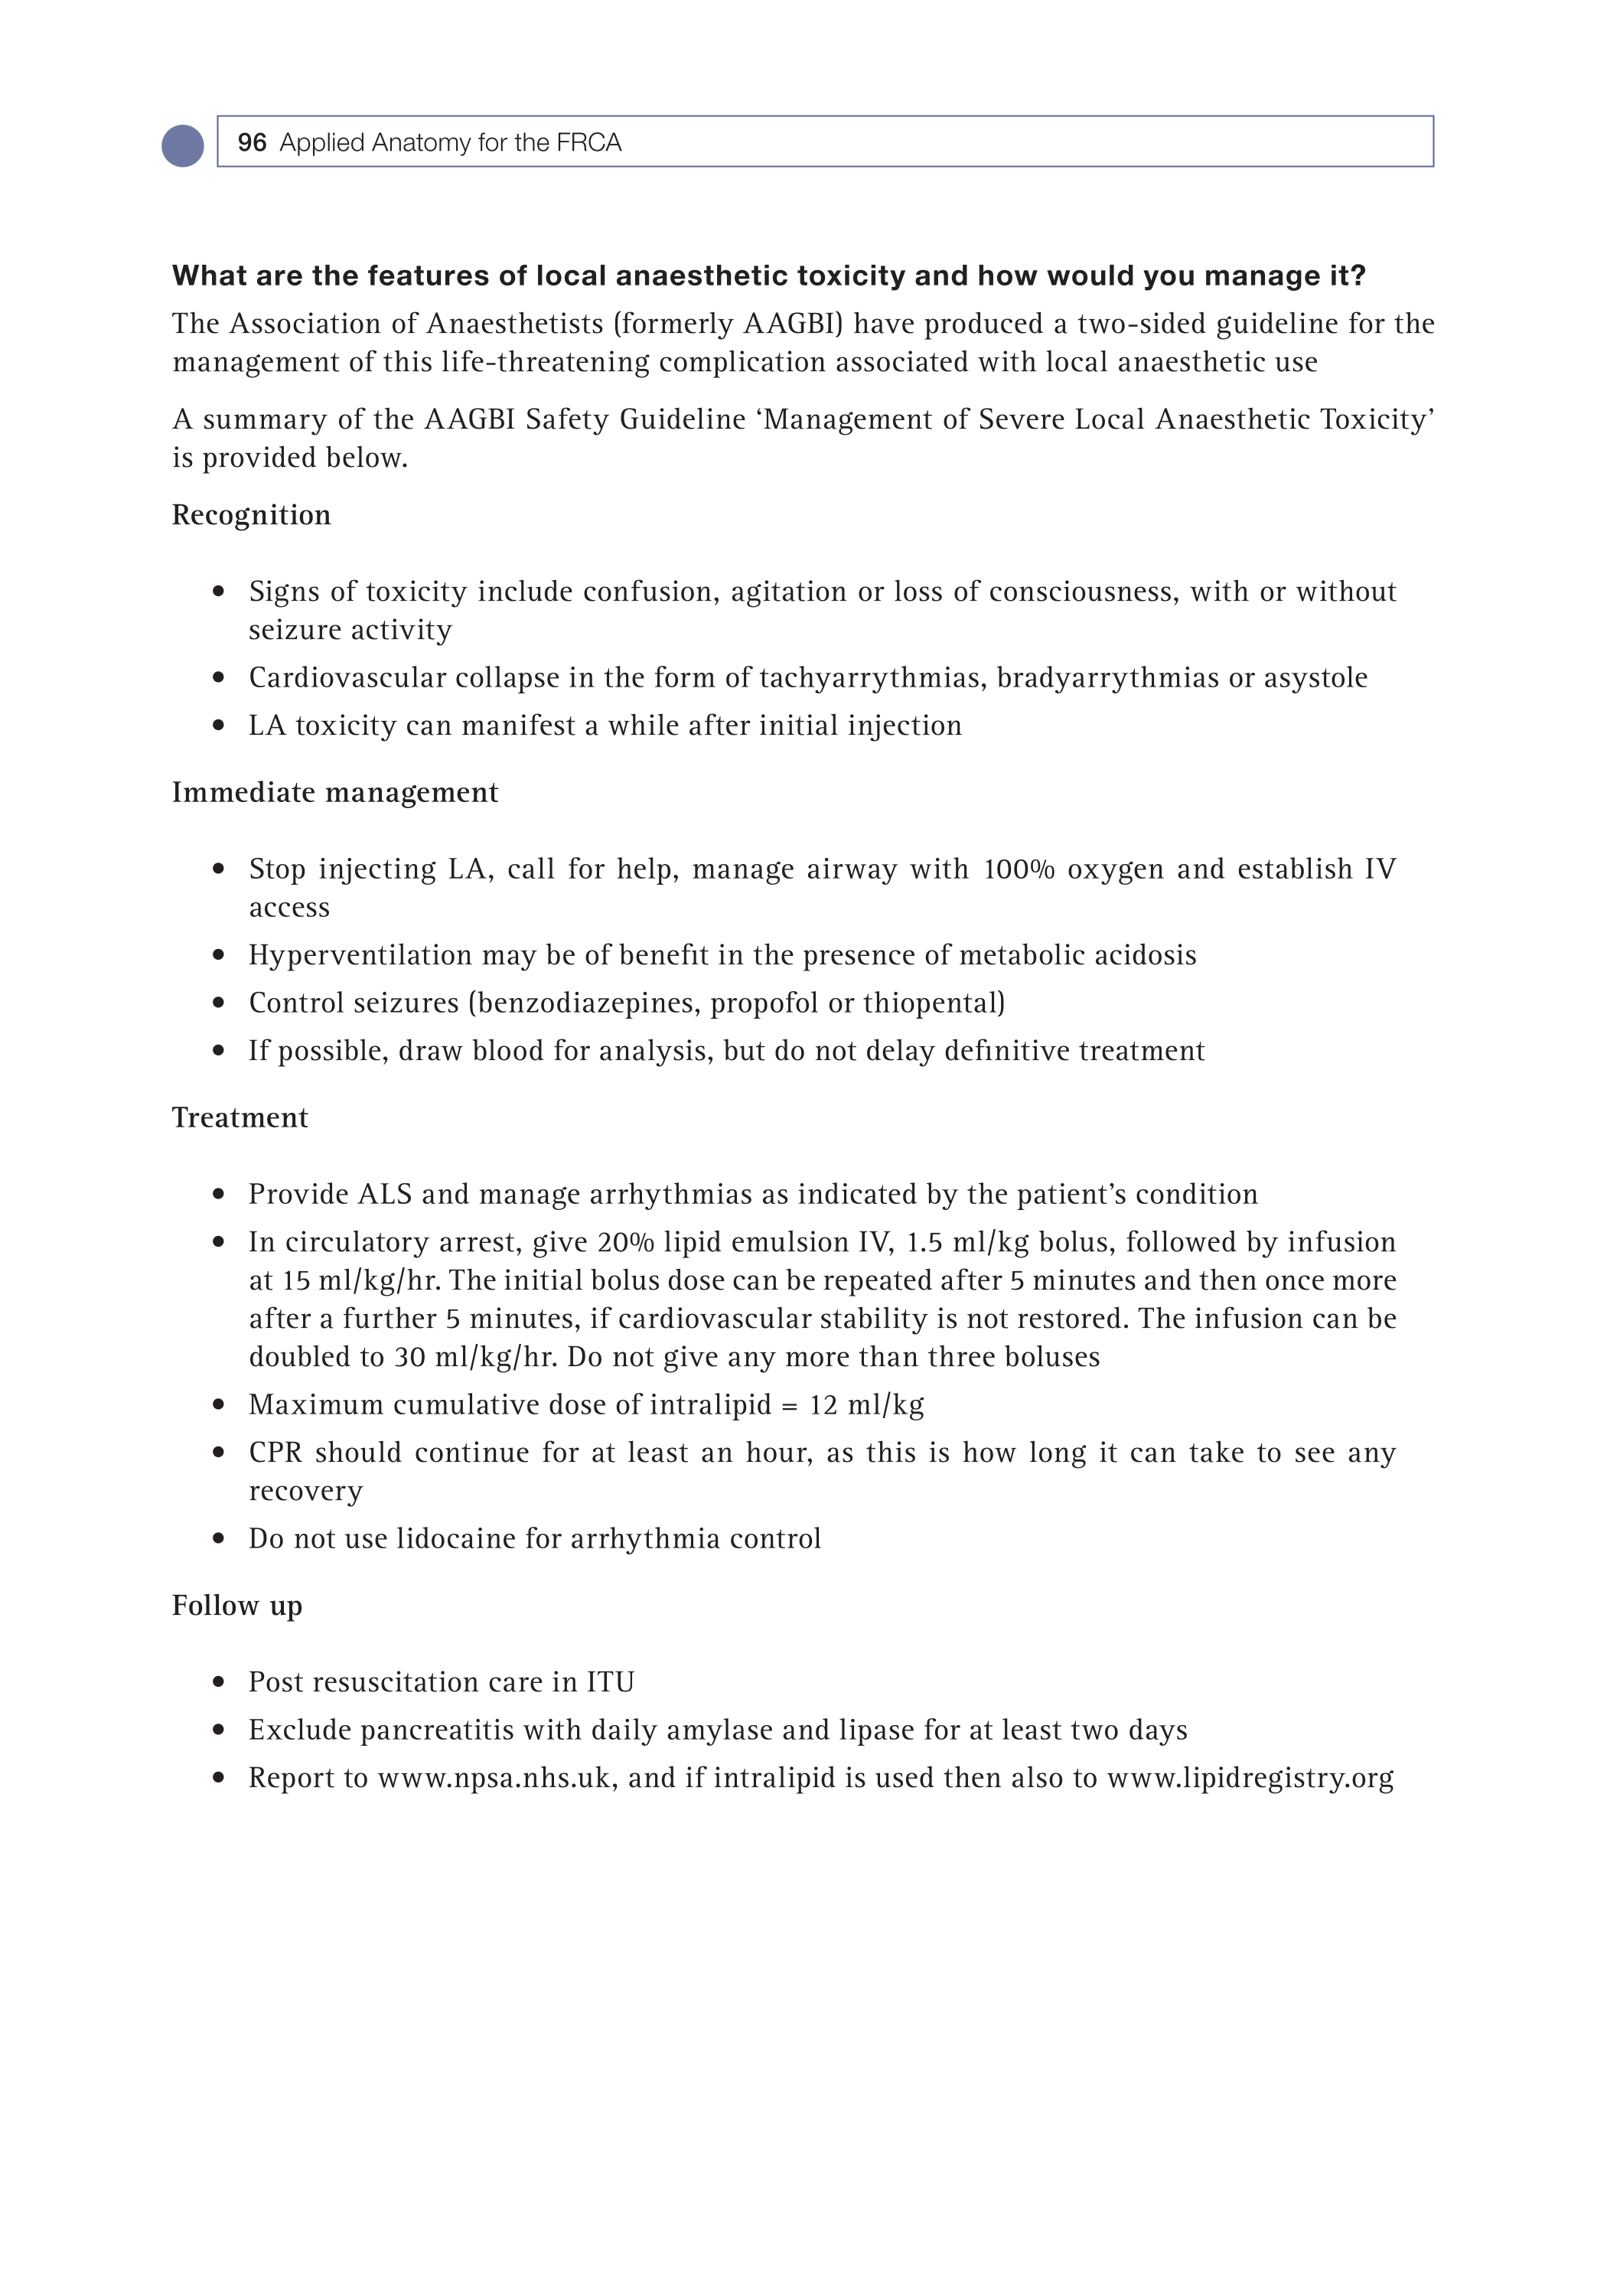 96 Applied Anatomy for the FRCA
What are the features of local anaesthetic toxicity and how would you manage it?
The Association of Anaesthetists (formerly AAGBI) have produced a two-sided guideline for the
management of this life-threatening complication associated with local anaesthetic use
A summary of the AAGBI Safety Guideline ‘Management of Severe Local Anaesthetic Toxicity’
is provided below.
Recognition
• Signs of toxicity include confusion, agitation or loss of consciousness, with or without
seizure activity
• Cardiovascular collapse in the form of tachyarrythmias, bradyarrythmias or asystole
• LA toxicity can manifest a while after initial injection
Immediate management
• Stop injecting LA, call for help, manage airway with 100% oxygen and establish IV
access
• Hyperventilation may be of benefit in the presence of metabolic acidosis
• Control seizures (benzodiazepines, propofol or thiopental)
• If possible, draw blood for analysis, but do not delay definitive treatment
Treatment
• Provide ALS and manage arrhythmias as indicated by the patient’s condition
• In circulatory arrest, give 20% lipid emulsion IV, 1.5 ml/kg bolus, followed by infusion
at 15 ml/kg/hr. The initial bolus dose can be repeated after 5 minutes and then once more
after a further 5 minutes, if cardiovascular stability is not restored. The infusion can be
doubled to 30 ml/kg/hr. Do not give any more than three boluses
• Maximum cumulative dose of intralipid = 12 ml/kg
• CPR should continue for at least an hour, as this is how long it can take to see any
recovery
• Do not use lidocaine for arrhythmia control
Follow up
• Post resuscitation care in ITU
• Exclude pancreatitis with daily amylase and lipase for at least two days
• Report to www.npsa.nhs.uk, and if intralipid is used then also to www.lipidregistry.org